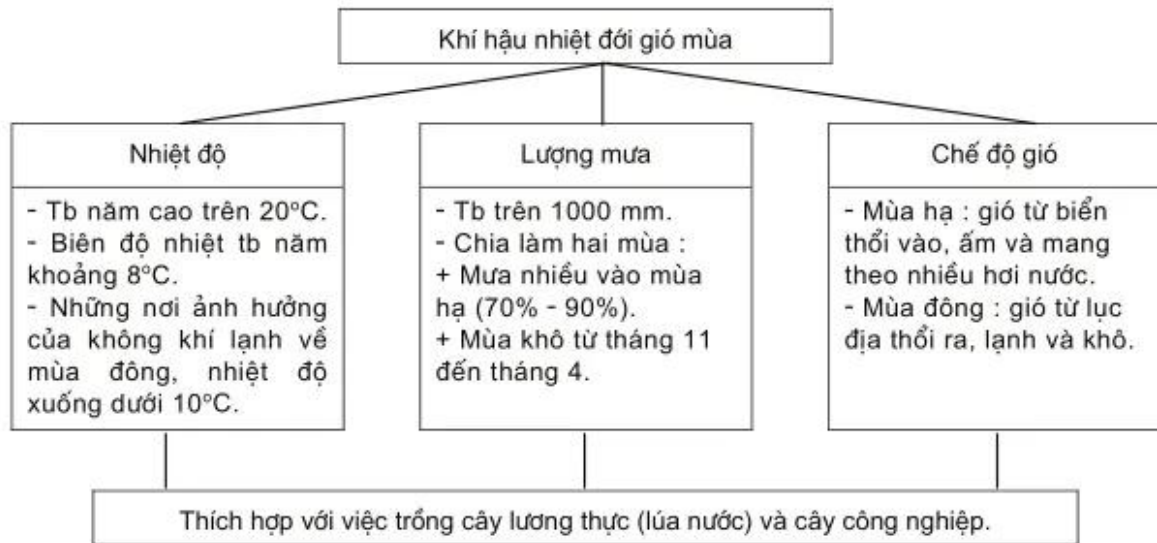 Khí hậu nhiệt đới gió mùa
Nhiệt độ
- Tb năm cao trên 20°C.
- Biên độ nhiệt tb năm
khoảng 8°C.
- Những nơi ảnh hưởng
của không khí lạnh về
mùa đông, nhiệt độ
xuống dưới 10°C.
Lượng mưa
- Tb trên 1000 mm.
- Chia làm hai mùa :
+ Mưa nhiều vào mùa
hạ (70% - 90%).
+ Mùa khô từ tháng 11
đến tháng 4.
Chế độ gió
- Mùa hạ : gió từ biển
thổi vào, ấm và mang
theo nhiều hơi nước.
- Mùa đông : gió từ lục
địa thổi ra, lạnh và khô.
Thích hợp với việc trồng cây lương thực (lúa nước) và cây công nghiệp.